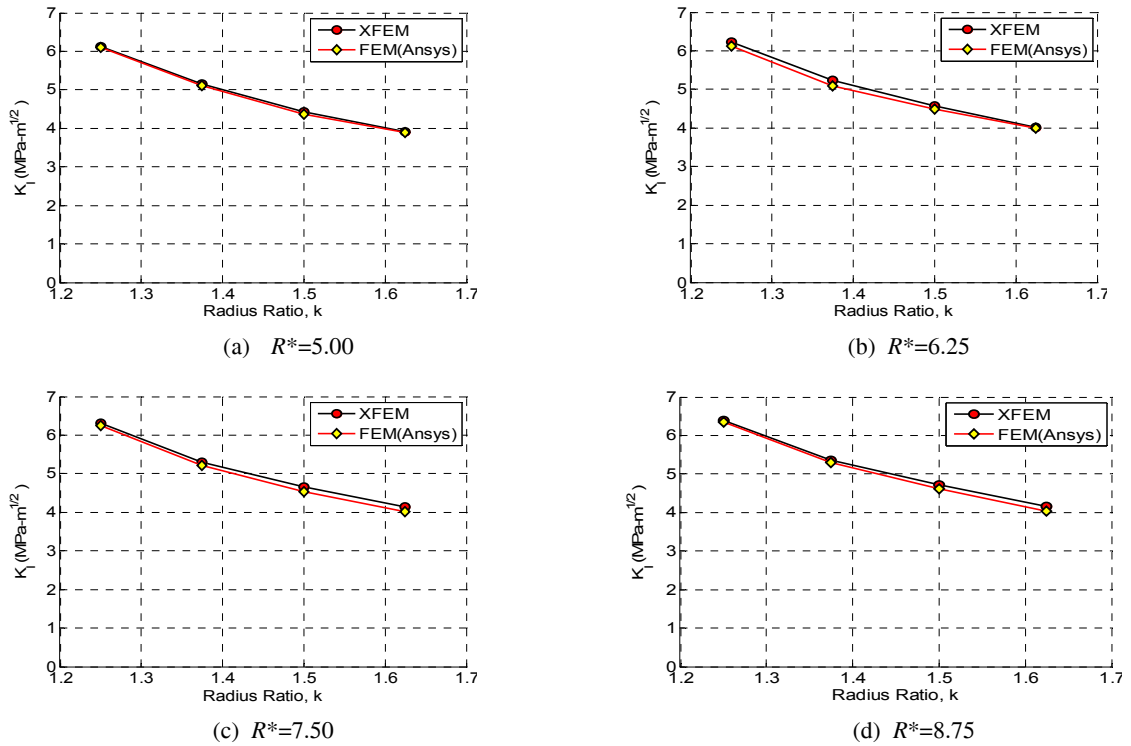 7
6
5
4
3
2
1
0
K_I (MPa-m^1/2)
XFEM
FEM(Ansys)
1.2 1.3 1.4 1.5 1.6 1.7
Radius Ratio, k
(a) R*=5.00
7
6
5
4
3
2
1
0
K_I (MPa-m^1/2)
XFEM
FEM(Ansys)
1.2 1.3 1.4 1.5 1.6 1.7
Radius Ratio, k
(b) R*=6.25
7
6
5
4
3
2
1
0
K_I (MPa-m^1/2)
XFEM
FEM(Ansys)
1.2 1.3 1.4 1.5 1.6 1.7
Radius Ratio, k
(c) R*=7.50
7
6
5
4
3
2
1
0
K_I (MPa-m^1/2)
XFEM
FEM(Ansys)
1.2 1.3 1.4 1.5 1.6 1.7
Radius Ratio, k
(d) R*=8.75